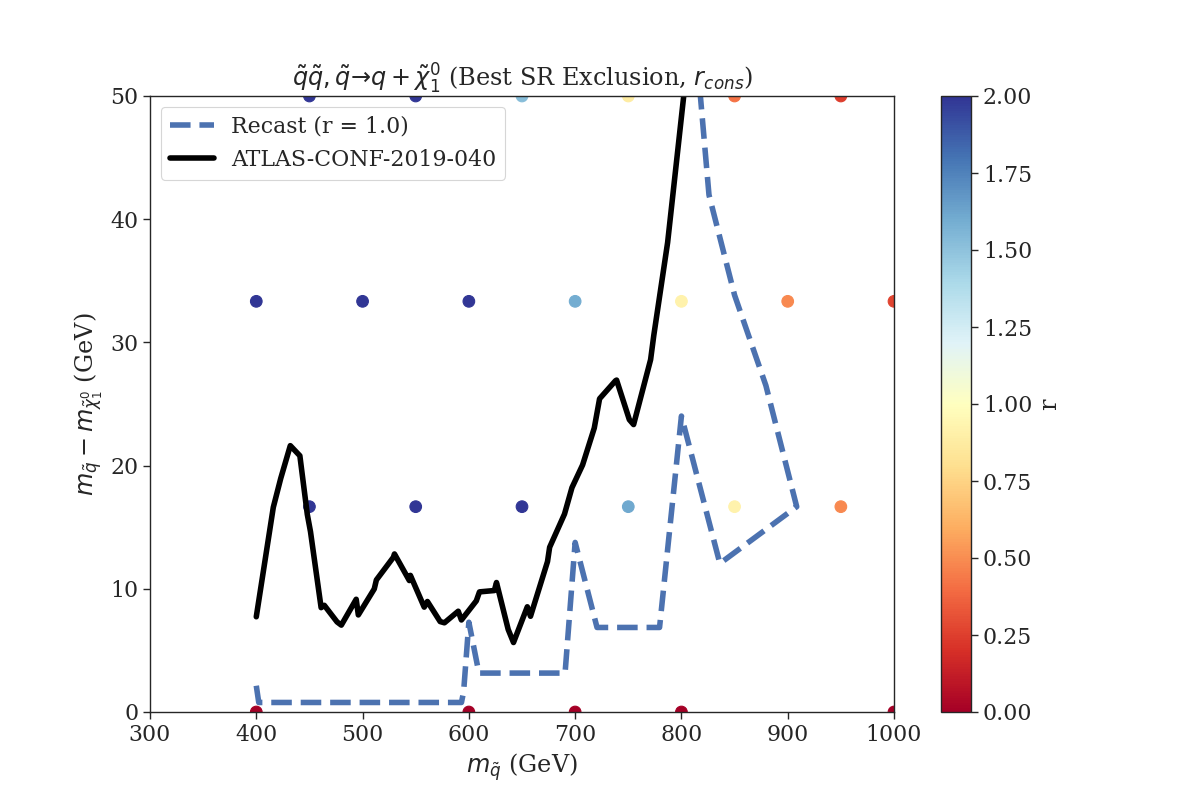 q̃q̃, q̃→q + χ̃₁⁰ (Best SR Exclusion, r_cons)
Recast (r = 1.0)
ATLAS-CONF-2019-040
50
40
30
20
10
0
m_q̃ − m_χ̃₁⁰ (GeV)
300 400 500 600 700 800 900 1000
m_q̃ (GeV)
2.00
1.75
1.50
1.25
1.00
0.75
0.50
0.25
0.00
r